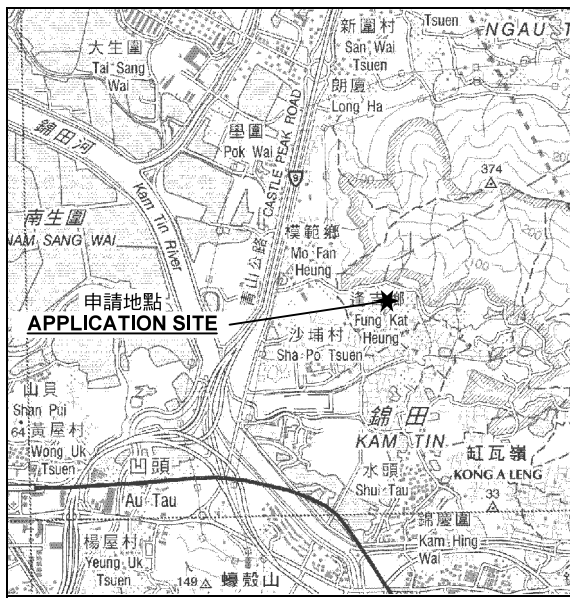 新圍村
San Wai
Tsuen
Tsuen
NGAU T
大生圍
Tai Sang
Wai
朗廈
Long Ha
壆圍
Pok Wai
CASTLE PEAK ROAD
9
錦田河
Kam Tin River
374
200
100
100
200
南生圍
NAM SANG WAI
模範鄉
Mo Fan
Heung
青山公路
申請地點
APPLICATION SITE
逢 鄉
Fung Kat
Heung
沙埔村
Sha Po Tsuen
山貝
Shan Pui
64
黃屋村
Wong Uk
Tsuen
錦田
KAM TIN
缸瓦嶺
KONG A LENG
33
凹頭
Au Tau
水頭
Shui Tau
錦慶圍
Kam Hing
Wai
楊屋村
Yeung Uk
Tsuen
149
蠔殼山